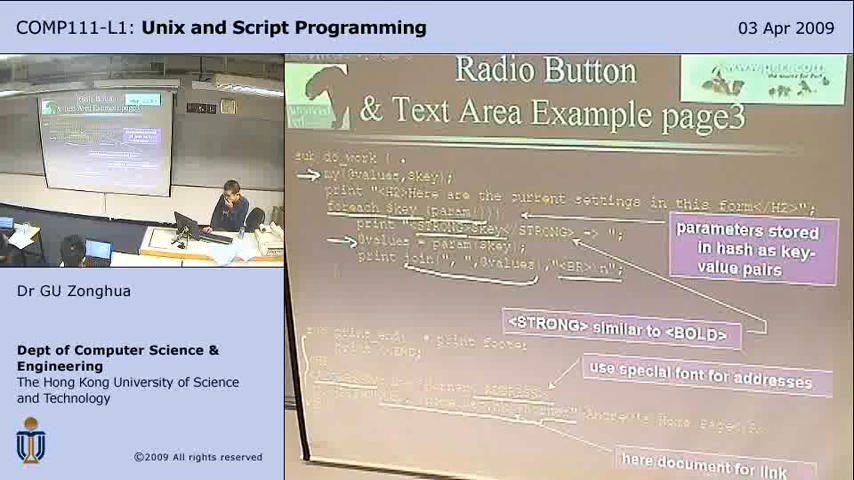 COMP111-L1: Unix and Script Programming
03 Apr 2009
Radio Button
& Text Area Example page3
sub do_work {
my(@values,$key);
print "<H2>Here are the current settings in this form</H2>";
foreach $key (param()){
print "<STRONG>$key</STRONG> -> ";
@values = param($key);
print join(", ",@values),"<BR>\n";
parameters stored
in hash as key-
value pairs
<STRONG> similar to <BOLD>
use special font for addresses
here document for link
Dr GU Zonghua
Dept of Computer Science &
Engineering
The Hong Kong University of Science
and Technology
©2009 All rights reserved